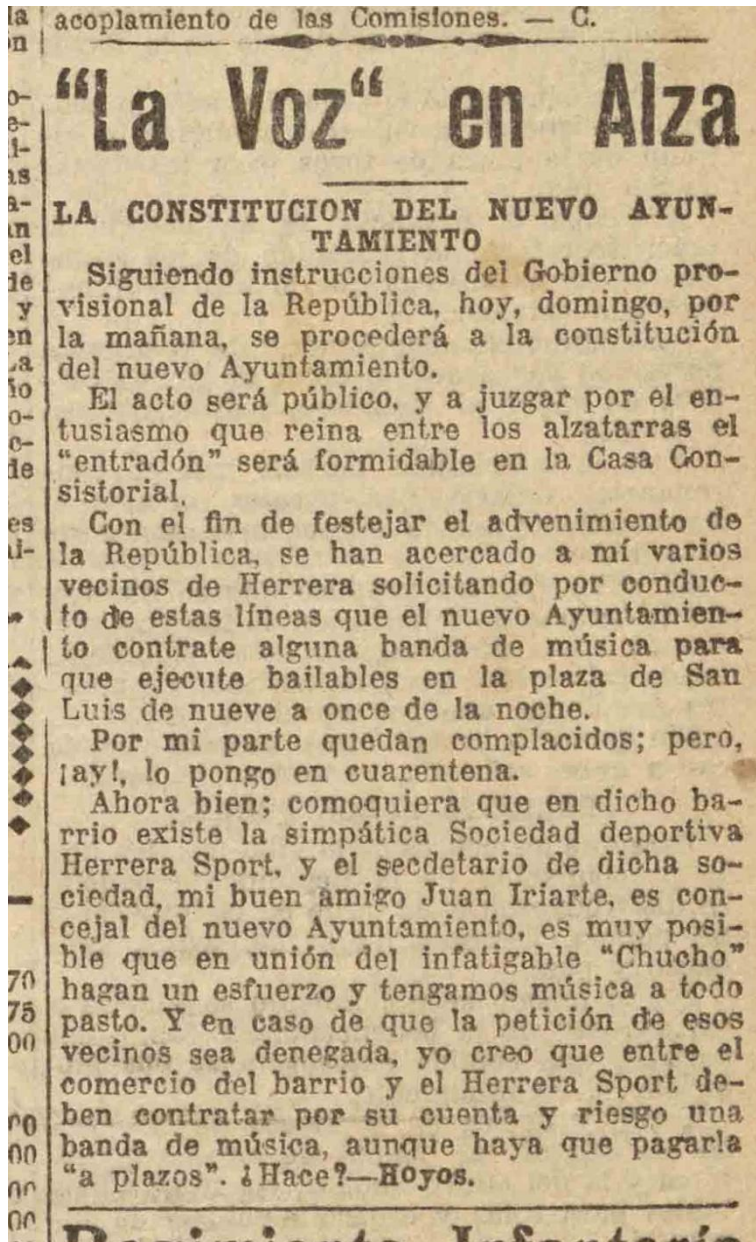 acoplamiento de las Comisiones. — C.
“La Voz“ en Alza
LA CONSTITUCION DEL NUEVO AYUN-
TAMIENTO
Siguiendo instrucciones del Gobierno pro-
visional de la República, hoy, domingo, por
la mañana, se procederá a la constitución
del nuevo Ayuntamiento.
El acto será público, y a juzgar por el en-
tusiasmo que reina entre los alzatarras el
“entradón” será formidable en la Casa Con-
sistorial.
Con el fin de festejar el advenimiento de
la República, se han acercado a mí varios
vecinos de Herrera solicitando por conduc-
to de estas líneas que el nuevo Ayuntamien-
to contrate alguna banda de música para
que ejecute bailables en la plaza de San
Luis de nueve a once de la noche.
Por mi parte quedan complacidos; pero,
¡ay!, lo pongo en cuarentena.
Ahora bien; comoquiera que en dicho ba-
rrio existe la simpática Sociedad deportiva
Herrera Sport, y el secdetario de dicha so-
ciedad, mi buen amigo Juan Iriarte, es con-
cejal del nuevo Ayuntamiento, es muy posi-
ble que en unión del infatigable “Chucho”
hagan un esfuerzo y tengamos música a todo
pasto. Y en caso de que la petición de esos
vecinos sea denegada, yo creo que entre el
comercio del barrio y el Herrera Sport de-
ben contratar por su cuenta y riesgo una
banda de música, aunque haya que pagarla
“a plazos”. ¿Hace?—Hoyos.
Regimiento Infantería